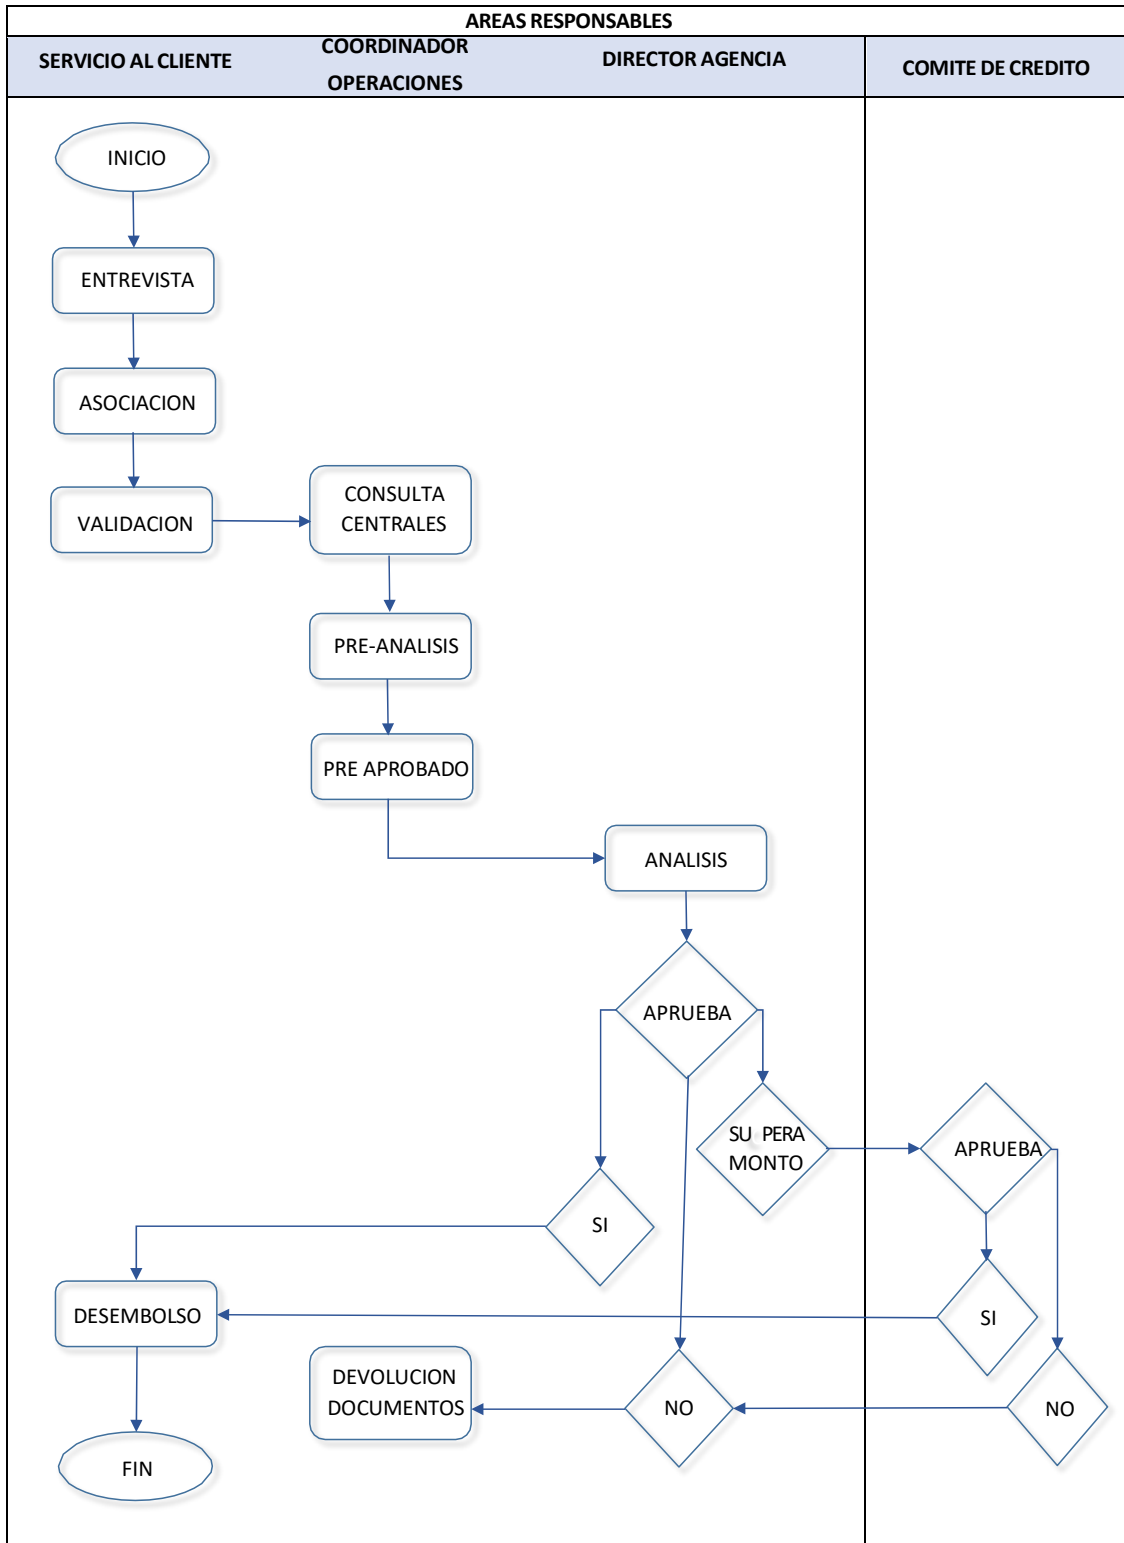 AREAS RESPONSABLES
SERVICIO AL CLIENTE
COORDINADOR
OPERACIONES
DIRECTOR AGENCIA
COMITE DE CREDITO
INICIO
ENTREVISTA
ASOCIACION
VALIDACION
CONSULTA
CENTRALES
PRE-ANALISIS
PRE APROBADO
ANALISIS
APRUEBA
SU PERA
MONTO
APRUEBA
SI
DESEMBOLSO
SI
DEVOLUCION
DOCUMENTOS
NO
NO
FIN